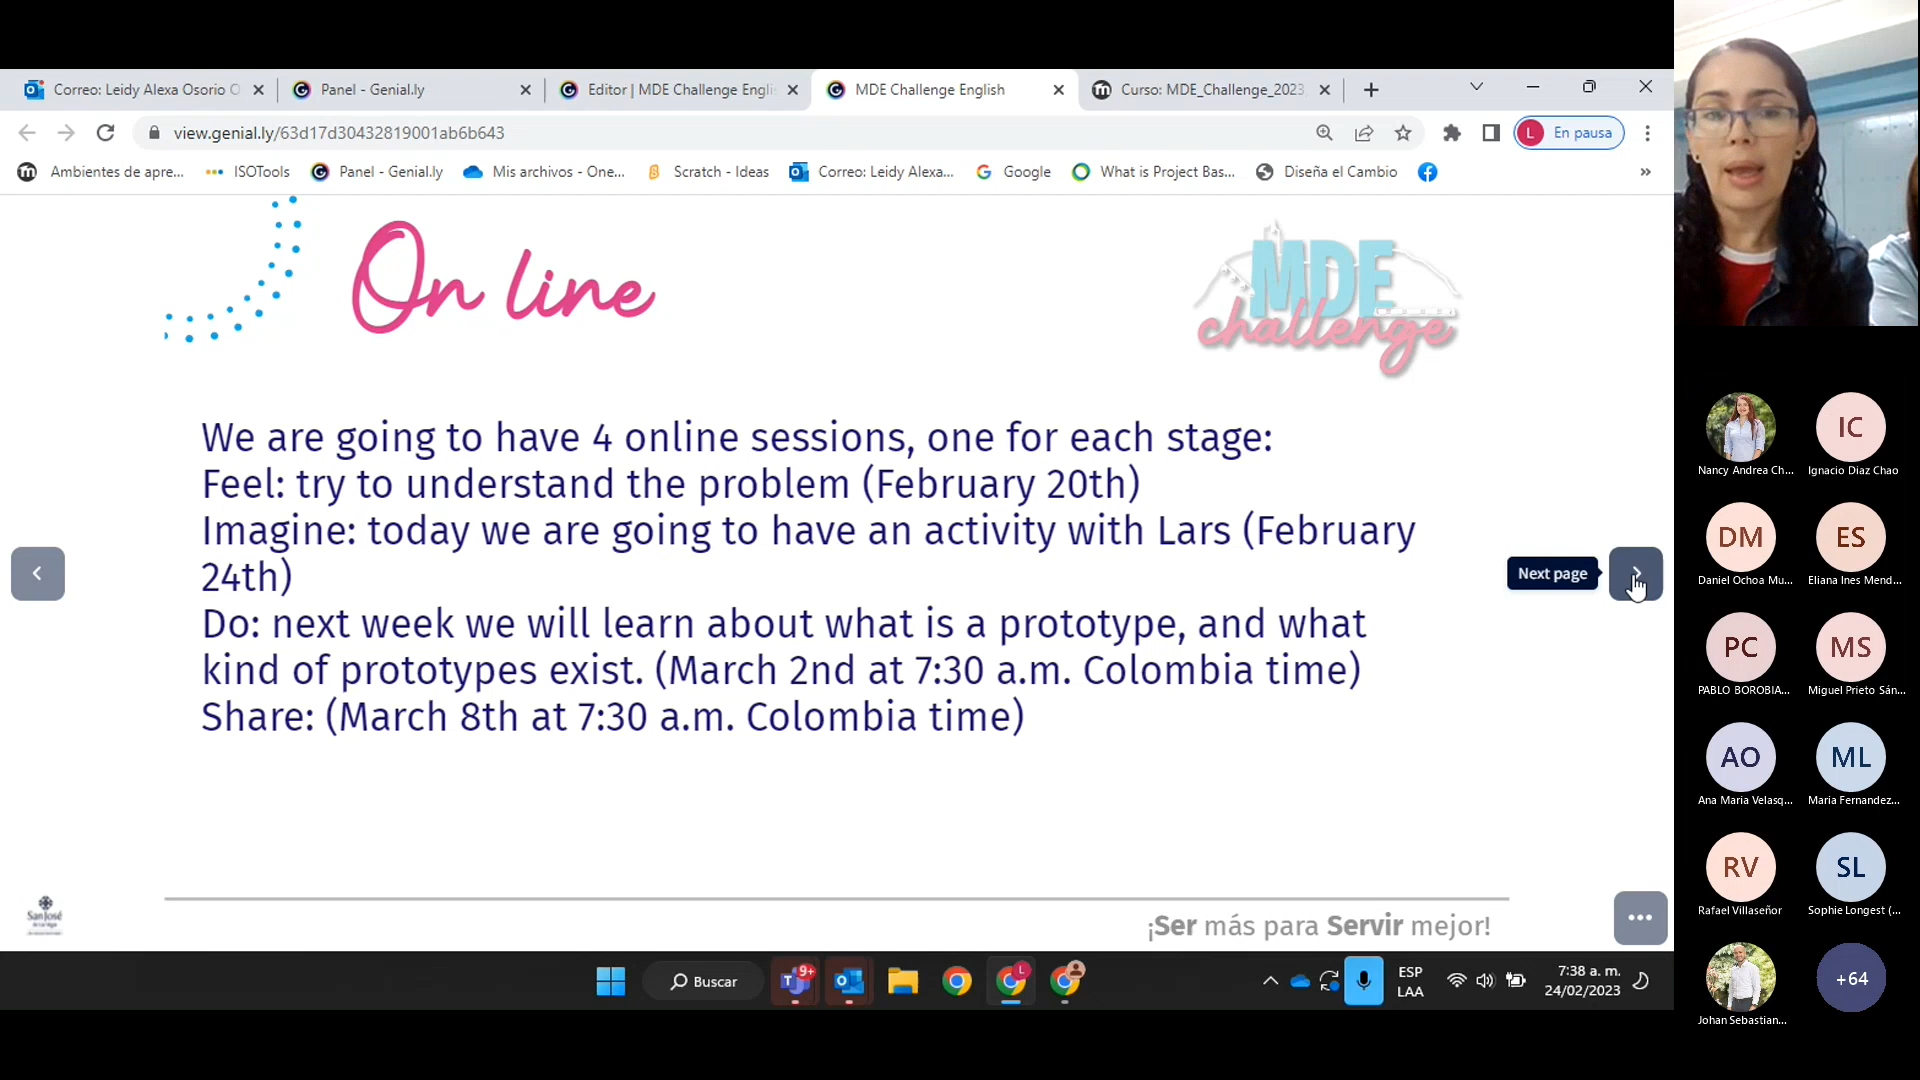 Correo: Leidy Alexa Osorio O
Panel - Genial.ly
Editor | MDE Challenge Engli
MDE Challenge English
Curso: MDE_Challenge_2023
view.genial.ly/63d17d30432819001ab6b643
L
En pausa
Ambientes de apre...
ISOTools
Panel - Genial.ly
Mis archivos - One...
Scratch - Ideas
Correo: Leidy Alexa...
Google
What is Project Bas...
Diseña el Cambio
On line
MDE
challenge
We are going to have 4 online sessions, one for each stage:
Feel: try to understand the problem (February 20th)
Imagine: today we are going to have an activity with Lars (February
24th)
Do: next week we will learn about what is a prototype, and what
kind of prototypes exist. (March 2nd at 7:30 a.m. Colombia time)
Share: (March 8th at 7:30 a.m. Colombia time)
Next page
San José
¡Ser más para Servir mejor!
Buscar
9+
L
ESP
LAA
7:38 a. m.
24/02/2023
Nancy Andrea Ch...
IC
Ignacio Diaz Chao
DM
Daniel Ochoa Mu...
ES
Eliana Ines Mend...
PC
PABLO BOROBIA...
MS
Miguel Prieto Sán...
AO
Ana Maria Velasq...
ML
Maria Fernandez...
RV
Rafael Villaseñor
SL
Sophie Longest (...
Johan Sebastian...
+64